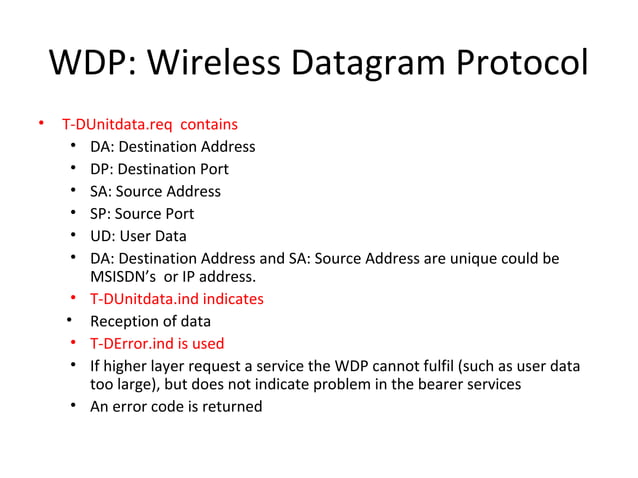 WDP: Wireless Datagram Protocol
• T-DUnitdata.req  contains
• DA: Destination Address
• DP: Destination Port
• SA: Source Address
• SP: Source Port
• UD: User Data
• DA: Destination Address and SA: Source Address are unique could be
MSISDN’s  or IP address.
• T-DUnitdata.ind indicates
• Reception of data
• T-DError.ind is used
• If higher layer request a service the WDP cannot fulfil (such as user data
too large), but does not indicate problem in the bearer services
• An error code is returned